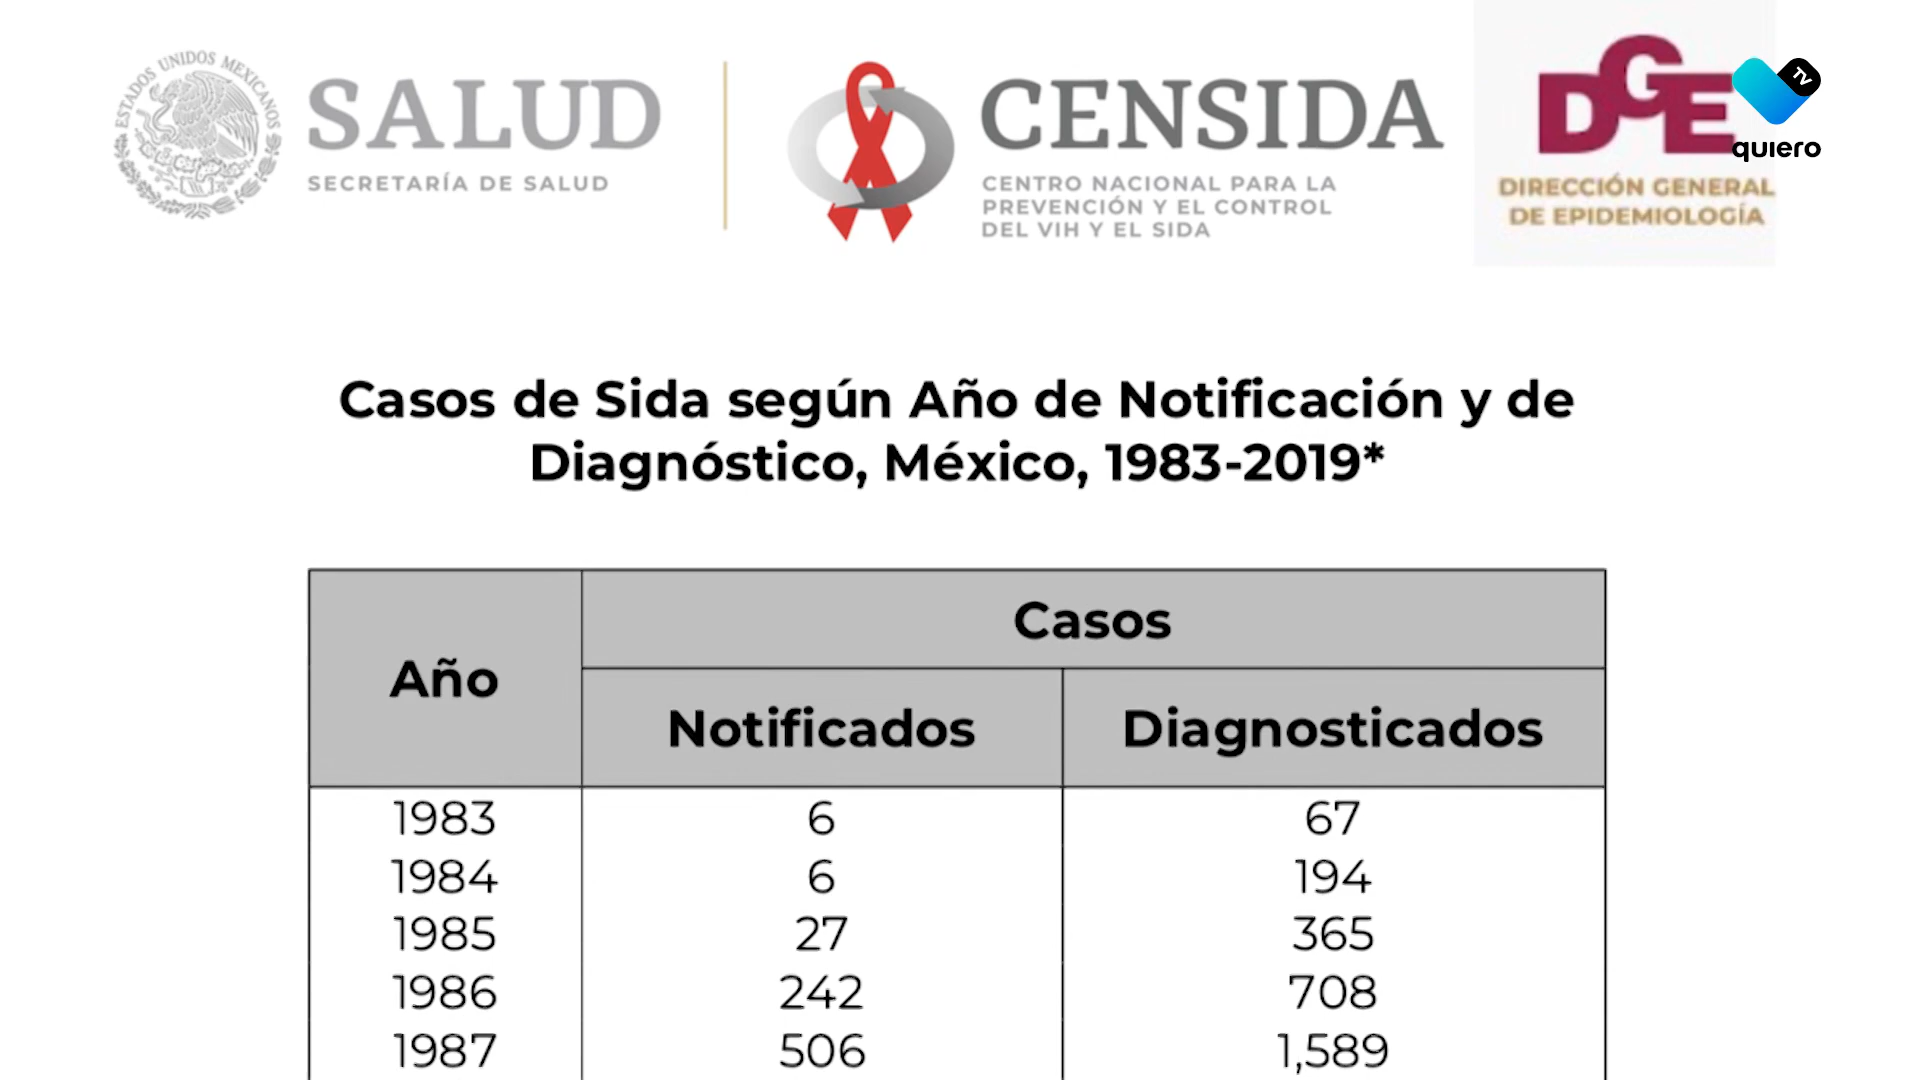 ESTADOS UNIDOS MEXICANOS
SALUD
SECRETARÍA DE SALUD
CENSIDA
CENTRO NACIONAL PARA LA
PREVENCIÓN Y EL CONTROL
DEL VIH Y EL SIDA
DGE
DIRECCIÓN GENERAL
DE EPIDEMIOLOGÍA
TV
quiero
Casos de Sida según Año de Notificación y de
Diagnóstico, México, 1983-2019*
Año
Casos
Notificados Diagnosticados
1983 6 67
1984 6 194
1985 27 365
1986 242 708
1987 506 1,589